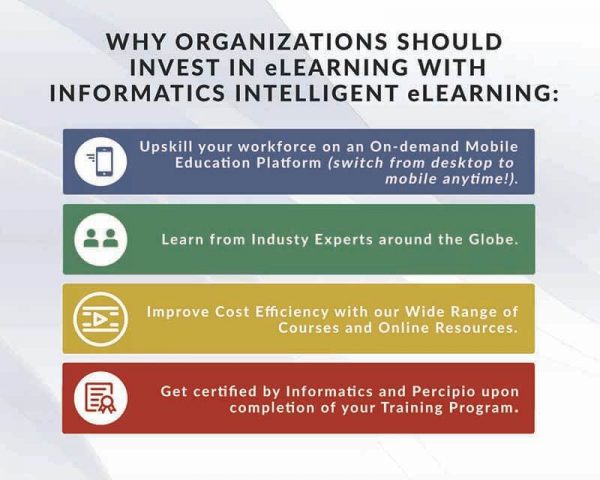 WHY ORGANIZATIONS SHOULD
INVEST IN eLEARNING WITH
INFORMATICS INTELLIGENT eLEARNING:
Upskill your workforce on an On-demand Mobile
Education Platform (switch from desktop to
mobile anytime!).
Learn from Industy Experts around the Globe.
Improve Cost Efficiency with our Wide Range of
Courses and Online Resources.
Get certified by Informatics and Percipio upon
completion of your Training Program.